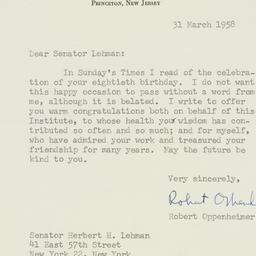 PRINCETON, NEW JERSEY
31 March 1958
Dear Senator Lehman:
In Sunday's Times I read of the celebra-
tion of your eightieth birthday. I do not want
this happy occasion to pass without a word from
me, although it is belated. I write to offer
you warm congratulations both on behalf of this
Institute, to whose health your wisdom has con-
tributed so often and so much; and for myself,
who have admired your work and treasured your
friendship for many years. May the future be
kind to you.
Very sincerely,
Robert Oppenh
Robert Oppenheimer
Senator Herbert H. Lehman
41 East 57th Street
New York 22, New York